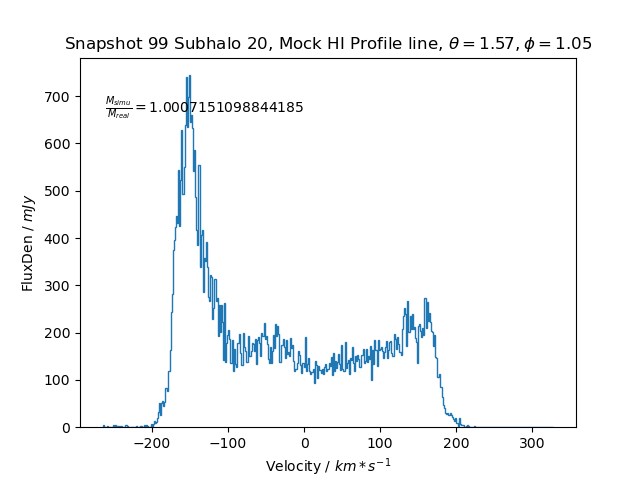 Snapshot 99 Subhalo 20, Mock HI Profile line, θ = 1.57, ϕ = 1.05
M_simu/M_real = 1.0007151098844185
FluxDen / mJy
700
600
500
400
300
200
100
0
−200 −100 0 100 200 300
Velocity / km * s⁻¹